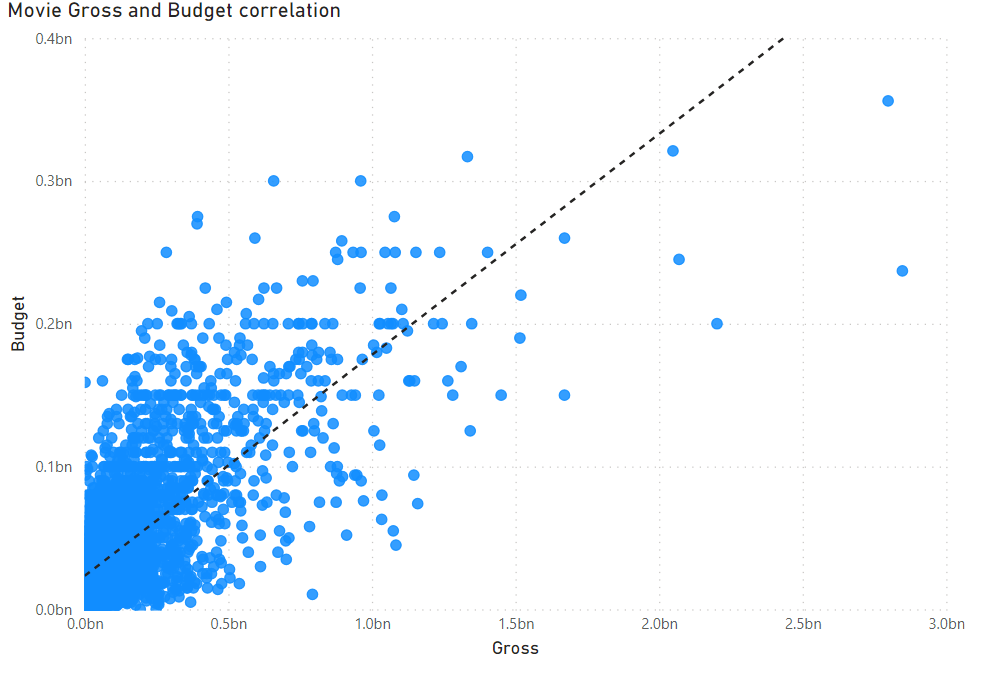 Movie Gross and Budget correlation
0.4bn
0.3bn
0.2bn
0.1bn
0.0bn
Budget
0.0bn 0.5bn 1.0bn 1.5bn 2.0bn 2.5bn 3.0bn
Gross